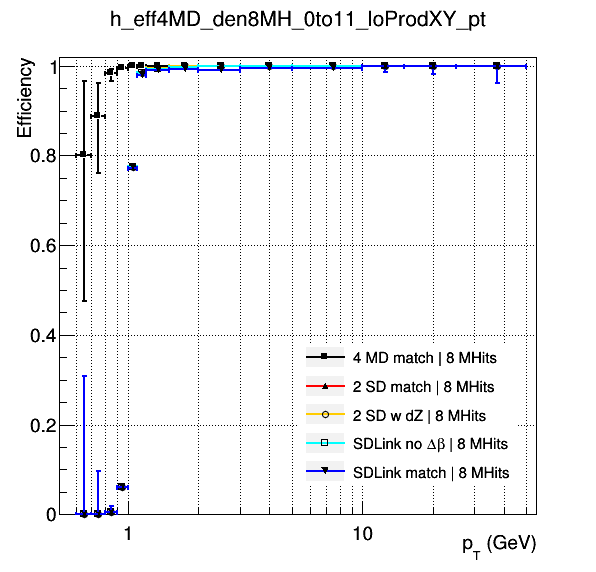 h_eff4MD_den8MH_0to11_loProdXY_pt
Efficiency
1
0.8
0.6
0.4
0.2
0
4 MD match | 8 MHits
2 SD match | 8 MHits
2 SD w dZ | 8 MHits
SDLink no Δβ | 8 MHits
SDLink match | 8 MHits
1 10
p_T (GeV)